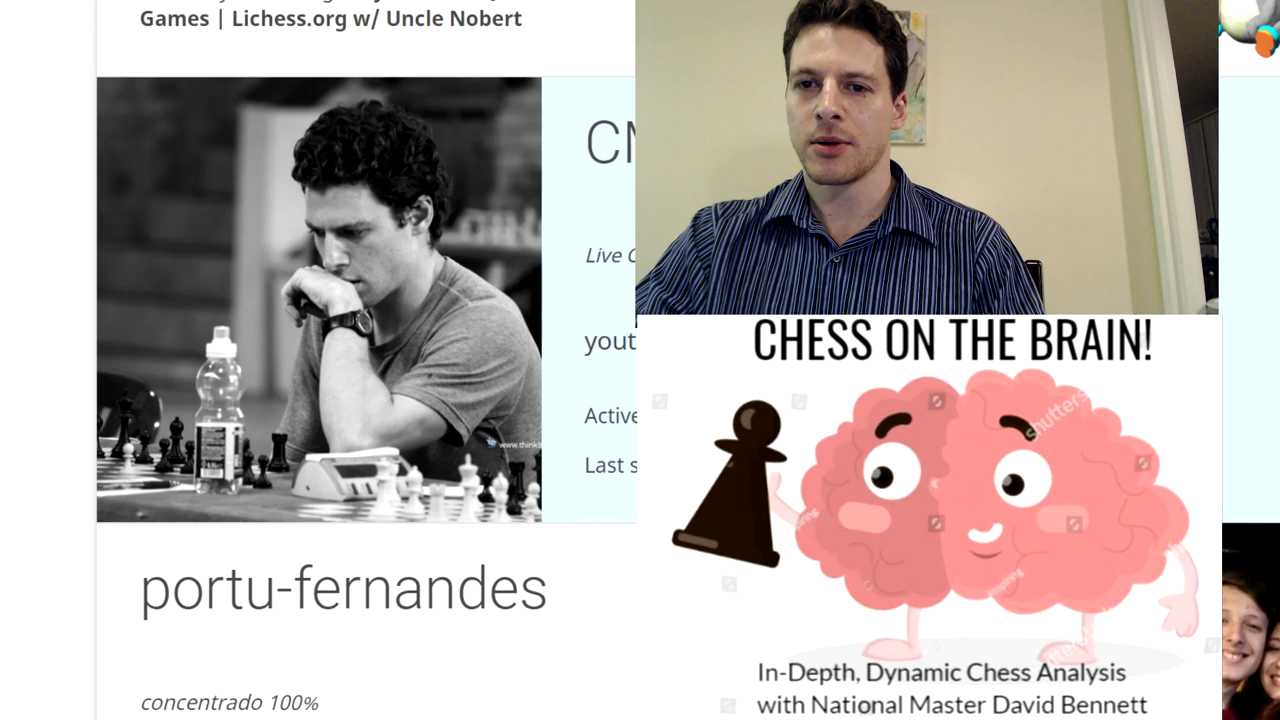 Games | Lichess.org w/ Uncle Nobert
Live
yout
CHESS ON THE BRAIN!
Active
Last s
portu-fernandes
concentrado 100%
In-Depth, Dynamic Chess Analysis
with National Master David Bennett